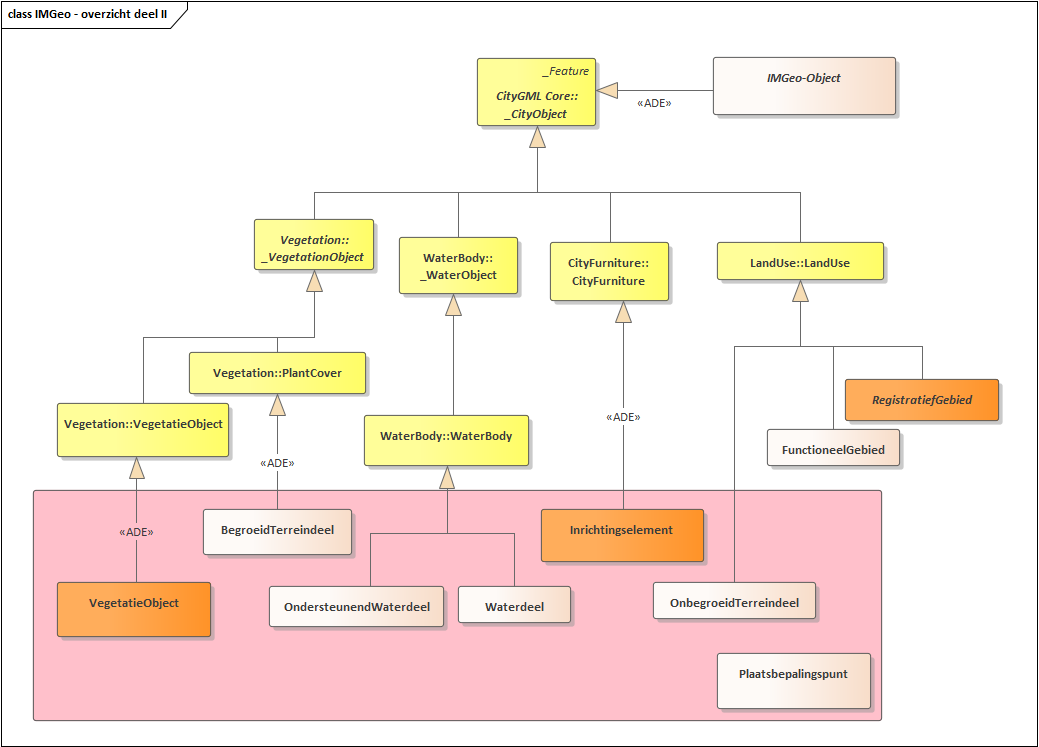 class IMGeo - overzicht deel II
_Feature
CityGML Core::
_CityObject
IMGeo-Object
«ADE»
Vegetation::
_VegetationObject
WaterBody::
_WaterObject
CityFurniture::
CityFurniture
LandUse::LandUse
Vegetation::PlantCover
RegistratiefGebied
Vegetation::VegetatieObject
«ADE»
WaterBody::WaterBody
FunctioneelGebied
«ADE»
BegroeidTerreindeel
Inrichtingselement
«ADE»
VegetatieObject
OndersteunendWaterdeel
Waterdeel
OnbegroeidTerreindeel
Plaatsbepalingspunt